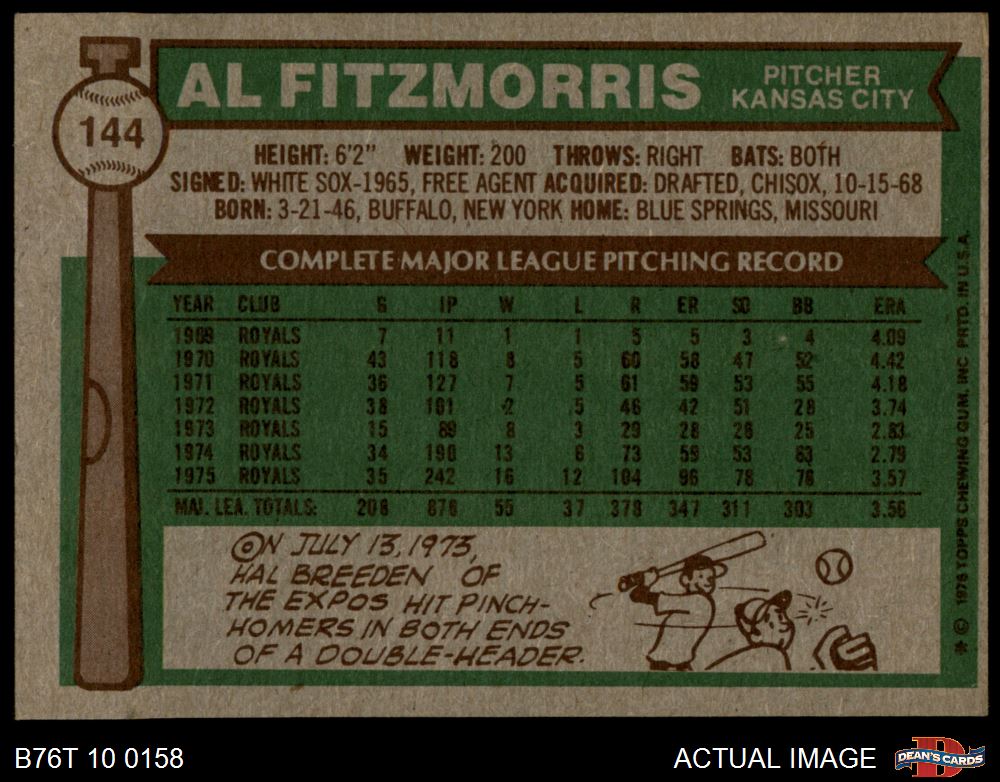 144
AL FITZMORRIS
PITCHER
KANSAS CITY
HEIGHT: 6'2" WEIGHT: 200 THROWS: RIGHT BATS: BOTH
SIGNED: WHITE SOX-1965, FREE AGENT ACQUIRED: DRAFTED, CHISOX, 10-15-68
BORN: 3-21-46, BUFFALO, NEW YORK HOME: BLUE SPRINGS, MISSOURI
COMPLETE MAJOR LEAGUE PITCHING RECORD
YEAR CLUB G IP W L R ER SO BB ERA
1969 ROYALS 7 11 1 1 5 5 3 4 4.09
1970 ROYALS 43 118 8 5 60 58 47 52 4.42
1971 ROYALS 36 127 7 5 61 59 53 55 4.18
1972 ROYALS 38 101 2 5 46 42 51 28 3.74
1973 ROYALS 15 89 8 3 29 28 26 25 2.83
1974 ROYALS 34 190 13 6 73 59 53 63 2.79
1975 ROYALS 35 242 16 12 104 96 78 76 3.57
MAJ. LEA. TOTALS: 208 878 55 37 378 347 311 303 3.56
ON JULY 13, 1973,
HAL BREEDEN OF
THE EXPOS HIT PINCH-
HOMERS IN BOTH ENDS
OF A DOUBLE-HEADER.
* © 1976 TOPPS CHEWING GUM, INC PRTD. IN U.S.A.
B76T 10 0158
ACTUAL IMAGE
D
DEAN'S CARDS